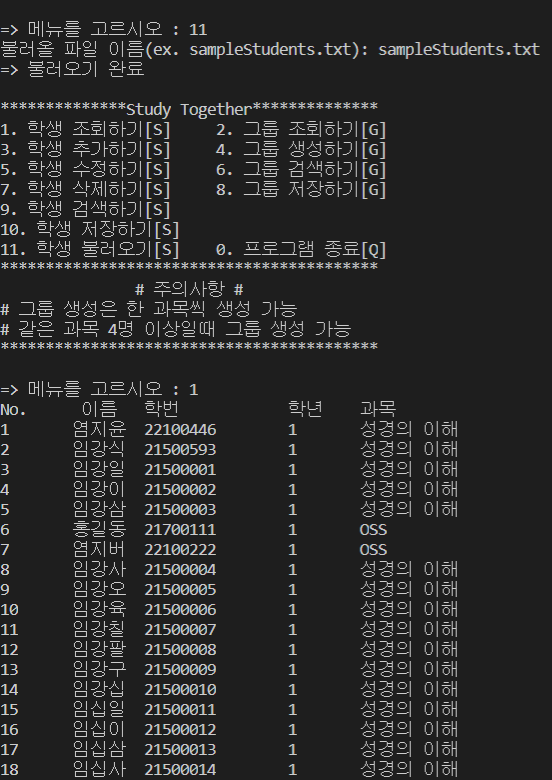 => 메뉴를 고르시오 : 11
불러올 파일 이름(ex. sampleStudents.txt): sampleStudents.txt
=> 불러오기 완료
**************Study Together**************
1. 학생 조회하기[S] 2. 그룹 조회하기[G]
3. 학생 추가하기[S] 4. 그룹 생성하기[G]
5. 학생 수정하기[S] 6. 그룹 검색하기[G]
7. 학생 삭제하기[S] 8. 그룹 저장하기[G]
9. 학생 검색하기[S]
10. 학생 저장하기[S]
11. 학생 불러오기[S] 0. 프로그램 종료[Q]
******************************************
# 주의사항 #
# 그룹 생성은 한 과목씩 생성 가능
# 같은 과목 4명 이상일때 그룹 생성 가능
******************************************
=> 메뉴를 고르시오 : 1
No. 이름 학번 학년 과목
1 염지윤 22100446 1 성경의 이해
2 임강식 21500593 1 성경의 이해
3 임강일 21500001 1 성경의 이해
4 임강이 21500002 1 성경의 이해
5 임강삼 21500003 1 성경의 이해
6 홍길동 21700111 1 OSS
7 염지버 22100222 1 OSS
8 임강사 21500004 1 성경의 이해
9 임강오 21500005 1 성경의 이해
10 임강육 21500006 1 성경의 이해
11 임강칠 21500007 1 성경의 이해
12 임강팔 21500008 1 성경의 이해
13 임강구 21500009 1 성경의 이해
14 임강십 21500010 1 성경의 이해
15 임십일 21500011 1 성경의 이해
16 임십이 21500012 1 성경의 이해
17 임십삼 21500013 1 성경의 이해
18 임십사 21500014 1 성경의 이해